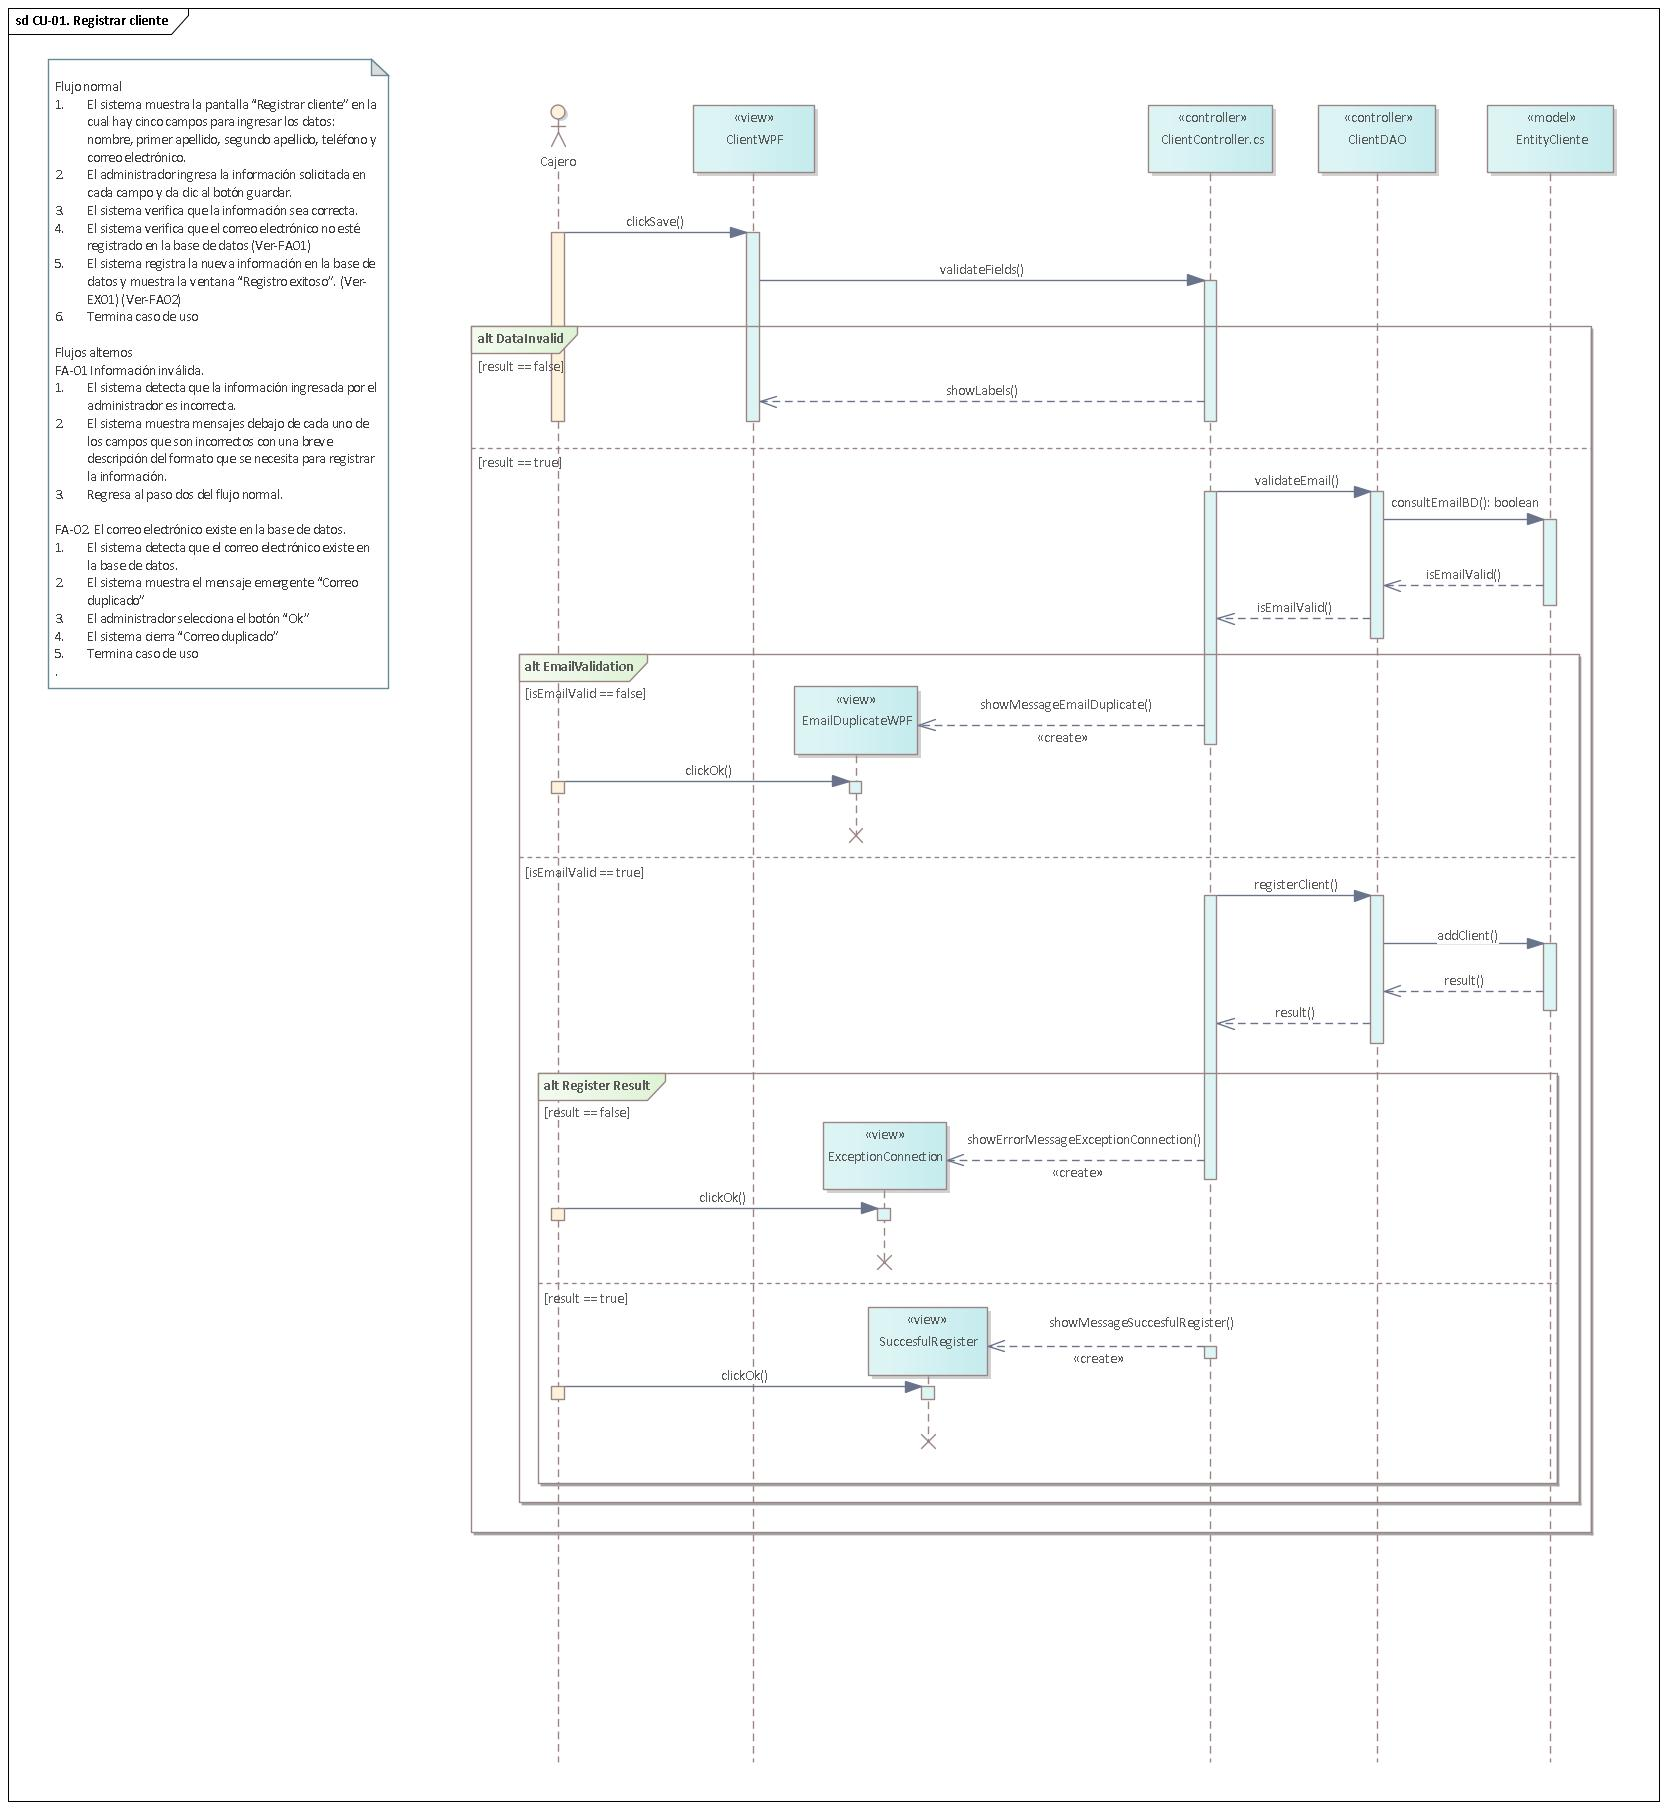 sd CU-01. Registrar cliente
Flujo normal
1. El sistema muestra la pantalla “Registrar cliente” en la
cual hay cinco campos para ingresar los datos:
nombre, primer apellido, segundo apellido, teléfono y
correo electrónico.
2. El administrador ingresa la información solicitada en
cada campo y da clic al botón guardar.
3. El sistema verifica que la información sea correcta.
4. El sistema verifica que el correo electrónico no esté
registrado en la base de datos (Ver-FA01)
5. El sistema registra la nueva información en la base de
datos y muestra la ventana “Registro exitoso”. (Ver-
EX01) (Ver-FA02)
6. Termina caso de uso
Flujos alternos
FA-01 Información inválida.
1. El sistema detecta que la información ingresada por el
administrador es incorrecta.
2. El sistema muestra mensajes debajo de cada uno de
los campos que son incorrectos con una breve
descripción del formato que se necesita para registrar
la información.
3. Regresa al paso dos del flujo normal.
FA-02. El correo electrónico existe en la base de datos.
1. El sistema detecta que el correo electrónico existe en
la base de datos.
2. El sistema muestra el mensaje emergente “Correo
duplicado”
3. El administrador selecciona el botón “Ok”
4. El sistema cierra “Correo duplicado”
5. Termina caso de uso
.
Cajero
«view»
ClientWPF
«controller»
ClientController.cs
«controller»
ClientDAO
«model»
EntityCliente
clickSave()
validateFields()
alt DataInvalid
[result == false]
showLabels()
[result == true]
validateEmail()
consultEmailBD(): boolean
isEmailValid()
isEmailValid()
alt EmailValidation
[isEmailValid == false]
«view»
EmailDuplicateWPF
showMessageEmailDuplicate()
«create»
clickOk()
[isEmailValid == true]
registerClient()
addClient()
result()
result()
alt Register Result
[result == false]
«view»
ExceptionConnection
showErrorMessageExceptionConnection()
«create»
clickOk()
[result == true]
«view»
SuccesfulRegister
showMessageSuccesfulRegister()
«create»
clickOk()